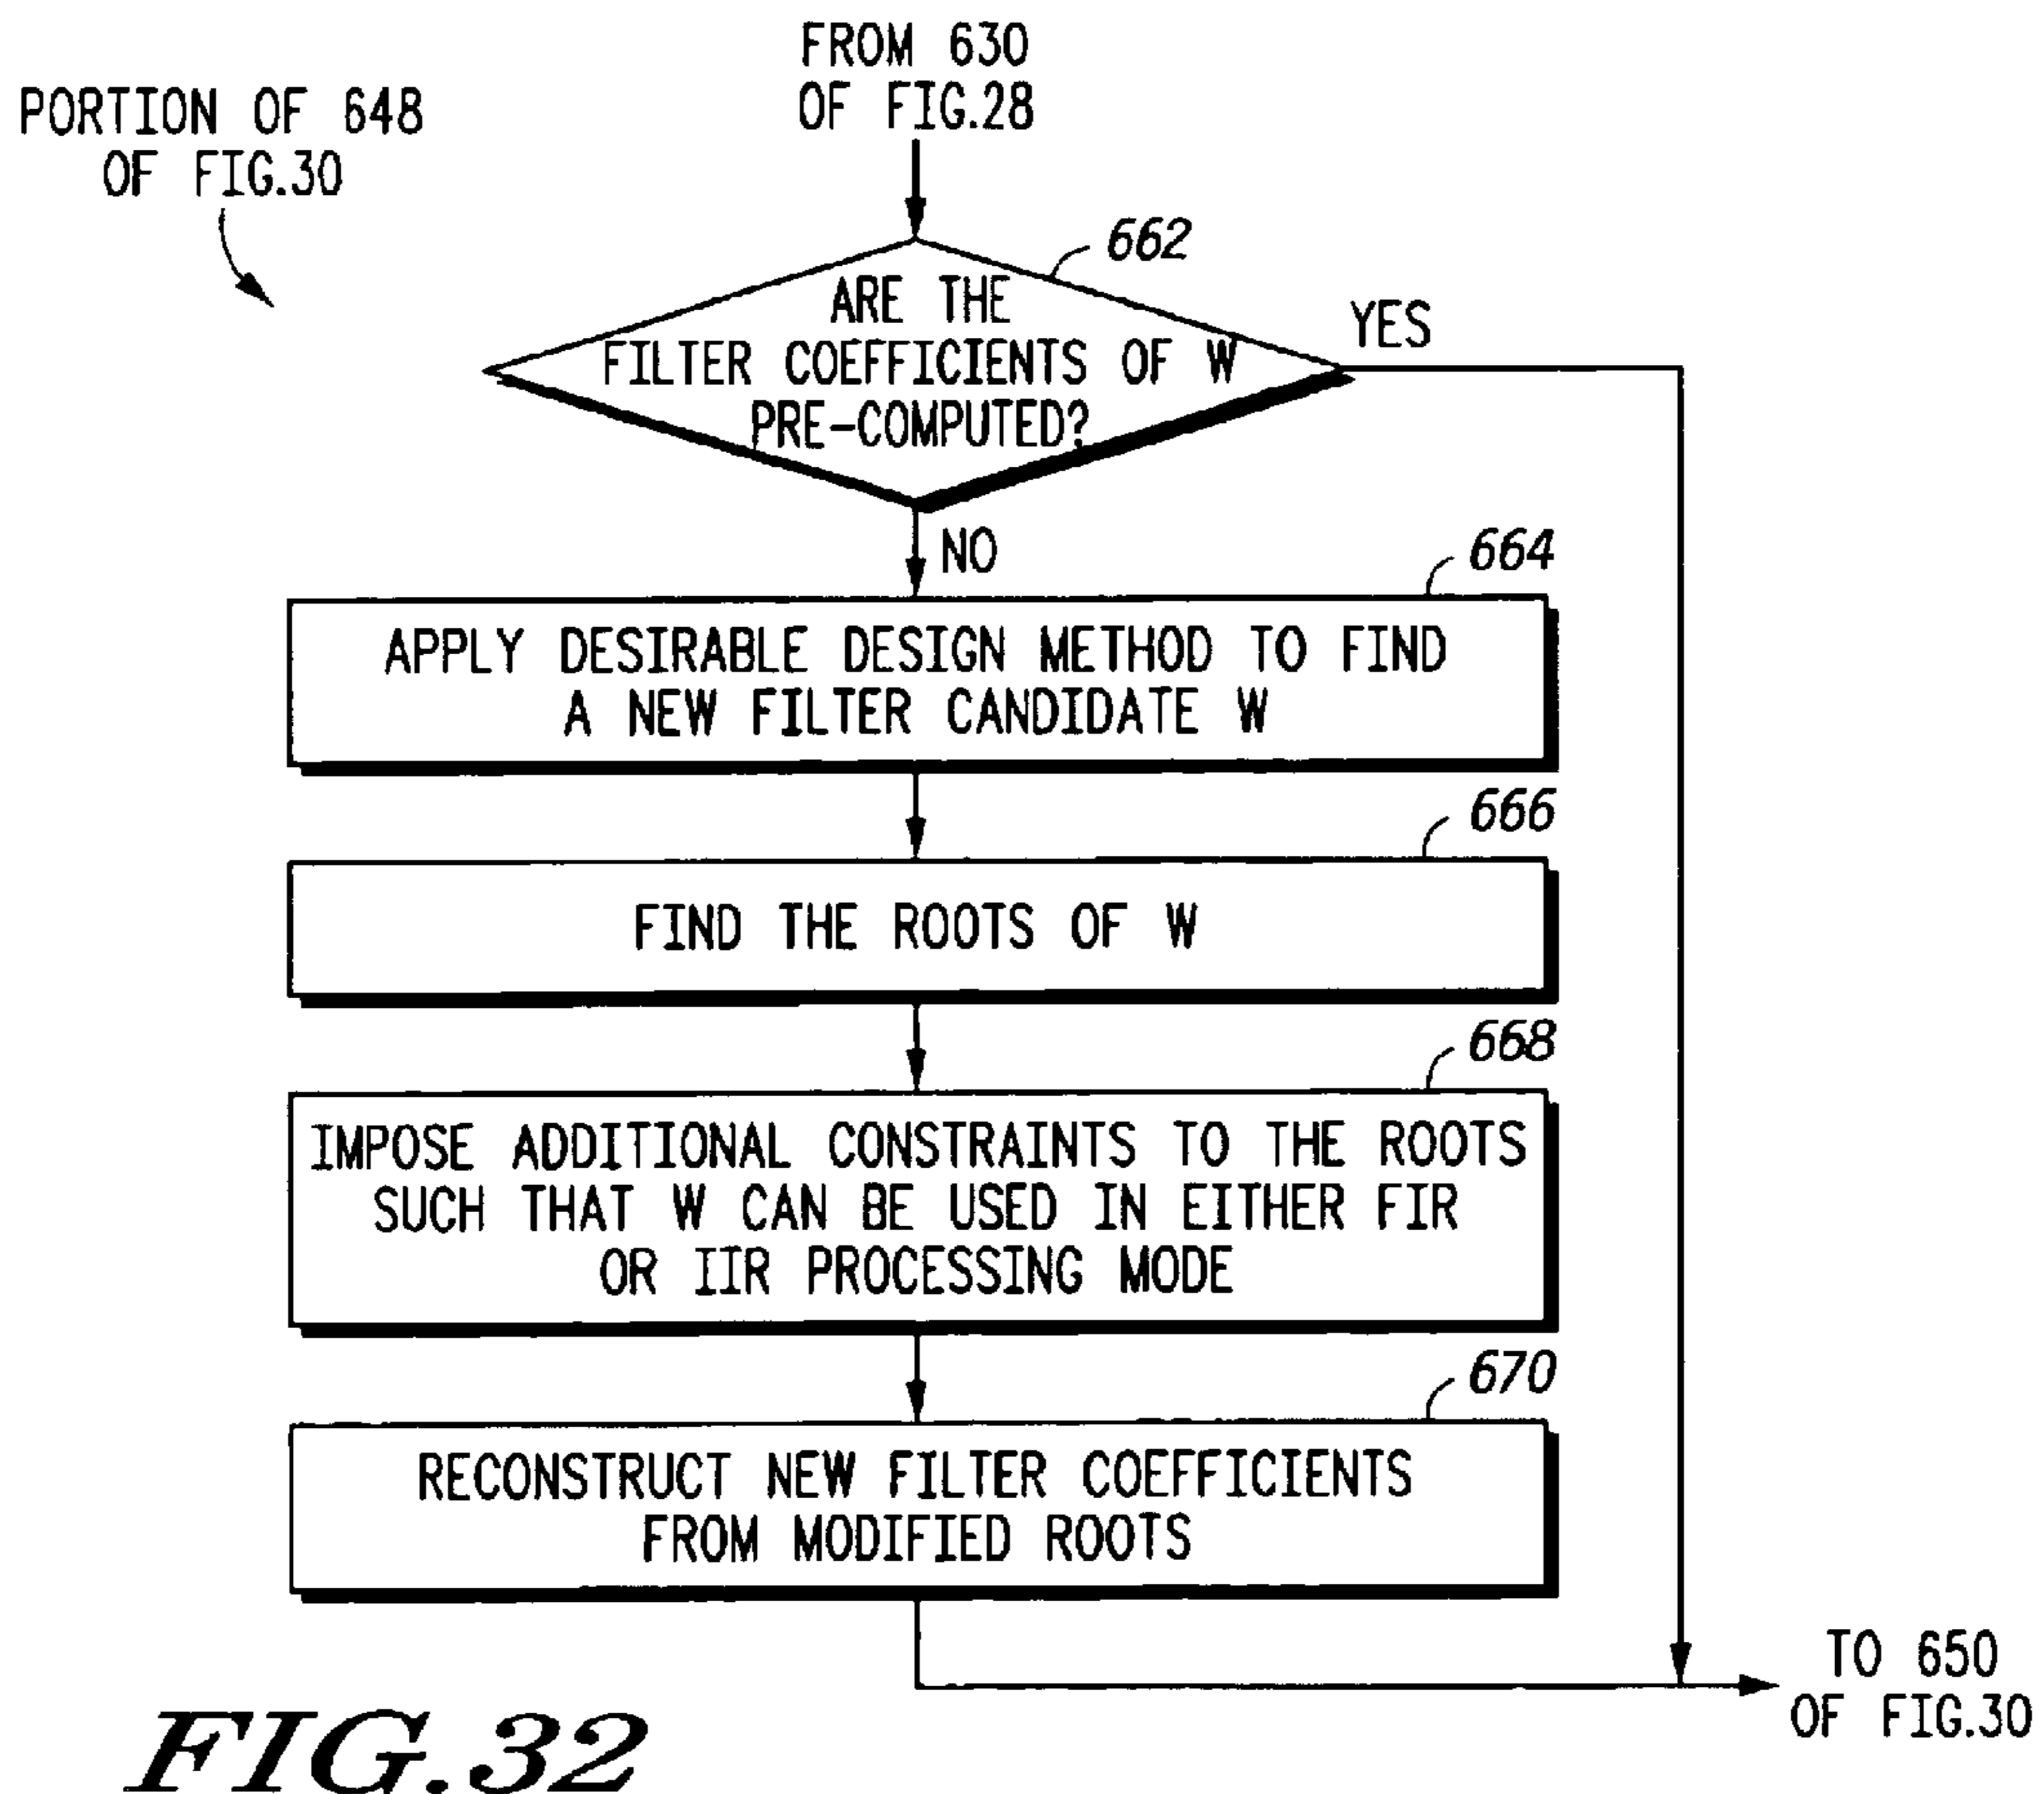 FROM 630
OF FIG.28
PORTION OF 648
OF FIG.30
662
ARE THE
FILTER COEFFICIENTS OF W
PRE-COMPUTED?
YES
NO
664
APPLY DESIRABLE DESIGN METHOD TO FIND
A NEW FILTER CANDIDATE W
666
FIND THE ROOTS OF W
668
IMPOSE ADDITIONAL CONSTRAINTS TO THE ROOTS
SUCH THAT W CAN BE USED IN EITHER FIR
OR IIR PROCESSING MODE
670
RECONSTRUCT NEW FILTER COEFFICIENTS
FROM MODIFIED ROOTS
TO 650
OF FIG.30
FIG.32